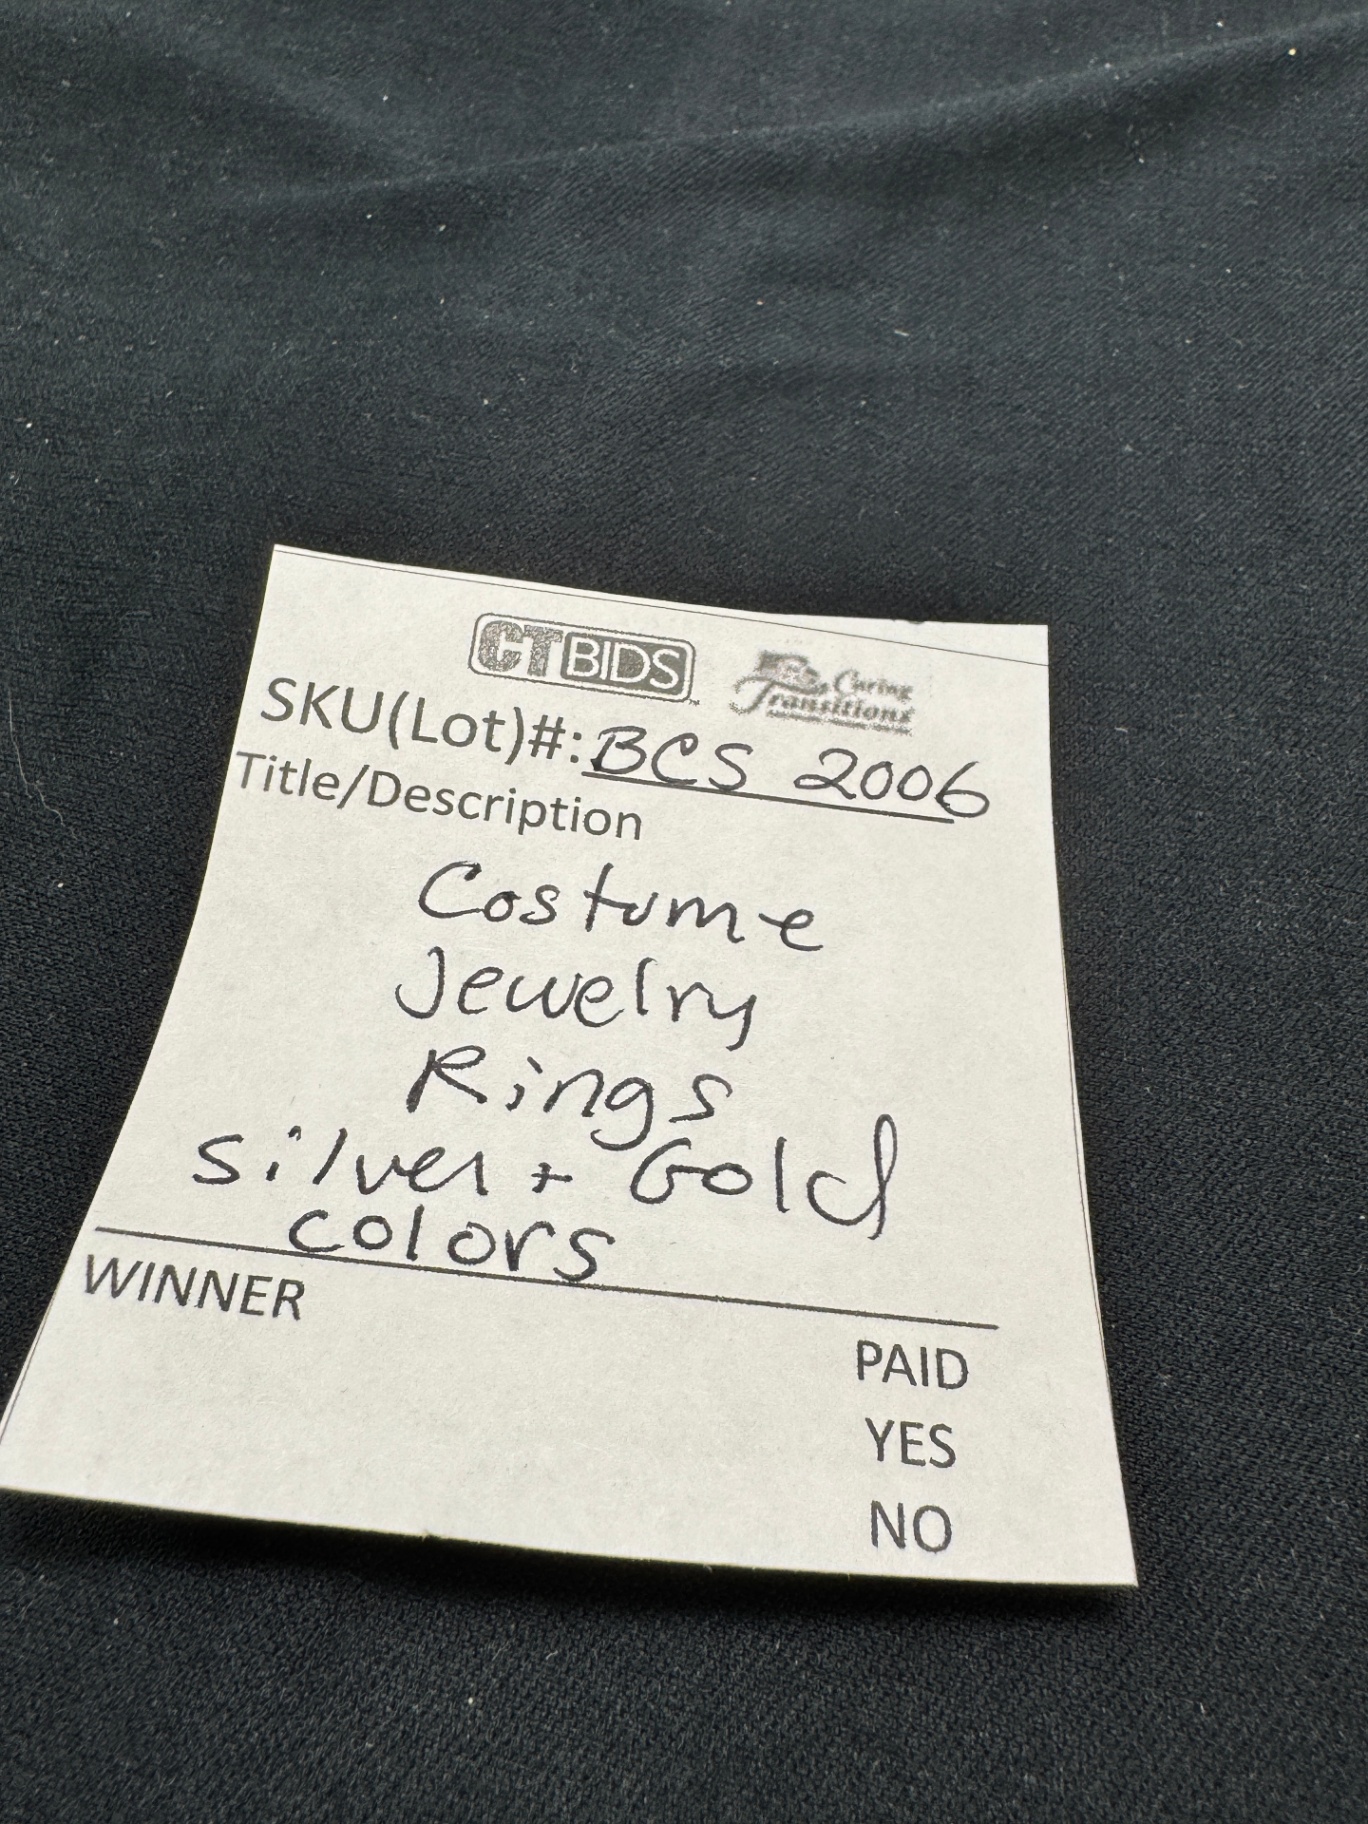 CTBIDS Caring Transitions
SKU(Lot)#: BCS 2006
Title/Description
Costume
Jewelry
Rings
silver + Gold
colors
WINNER
PAID
YES
NO